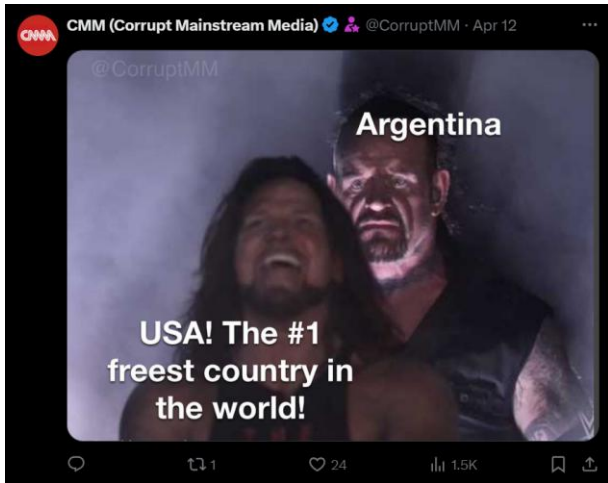 CNMM
CMM (Corrupt Mainstream Media) @CorruptMM · Apr 12
@CorruptMM
Argentina
USA! The #1
freest country in
the world!
1
24
1.5K